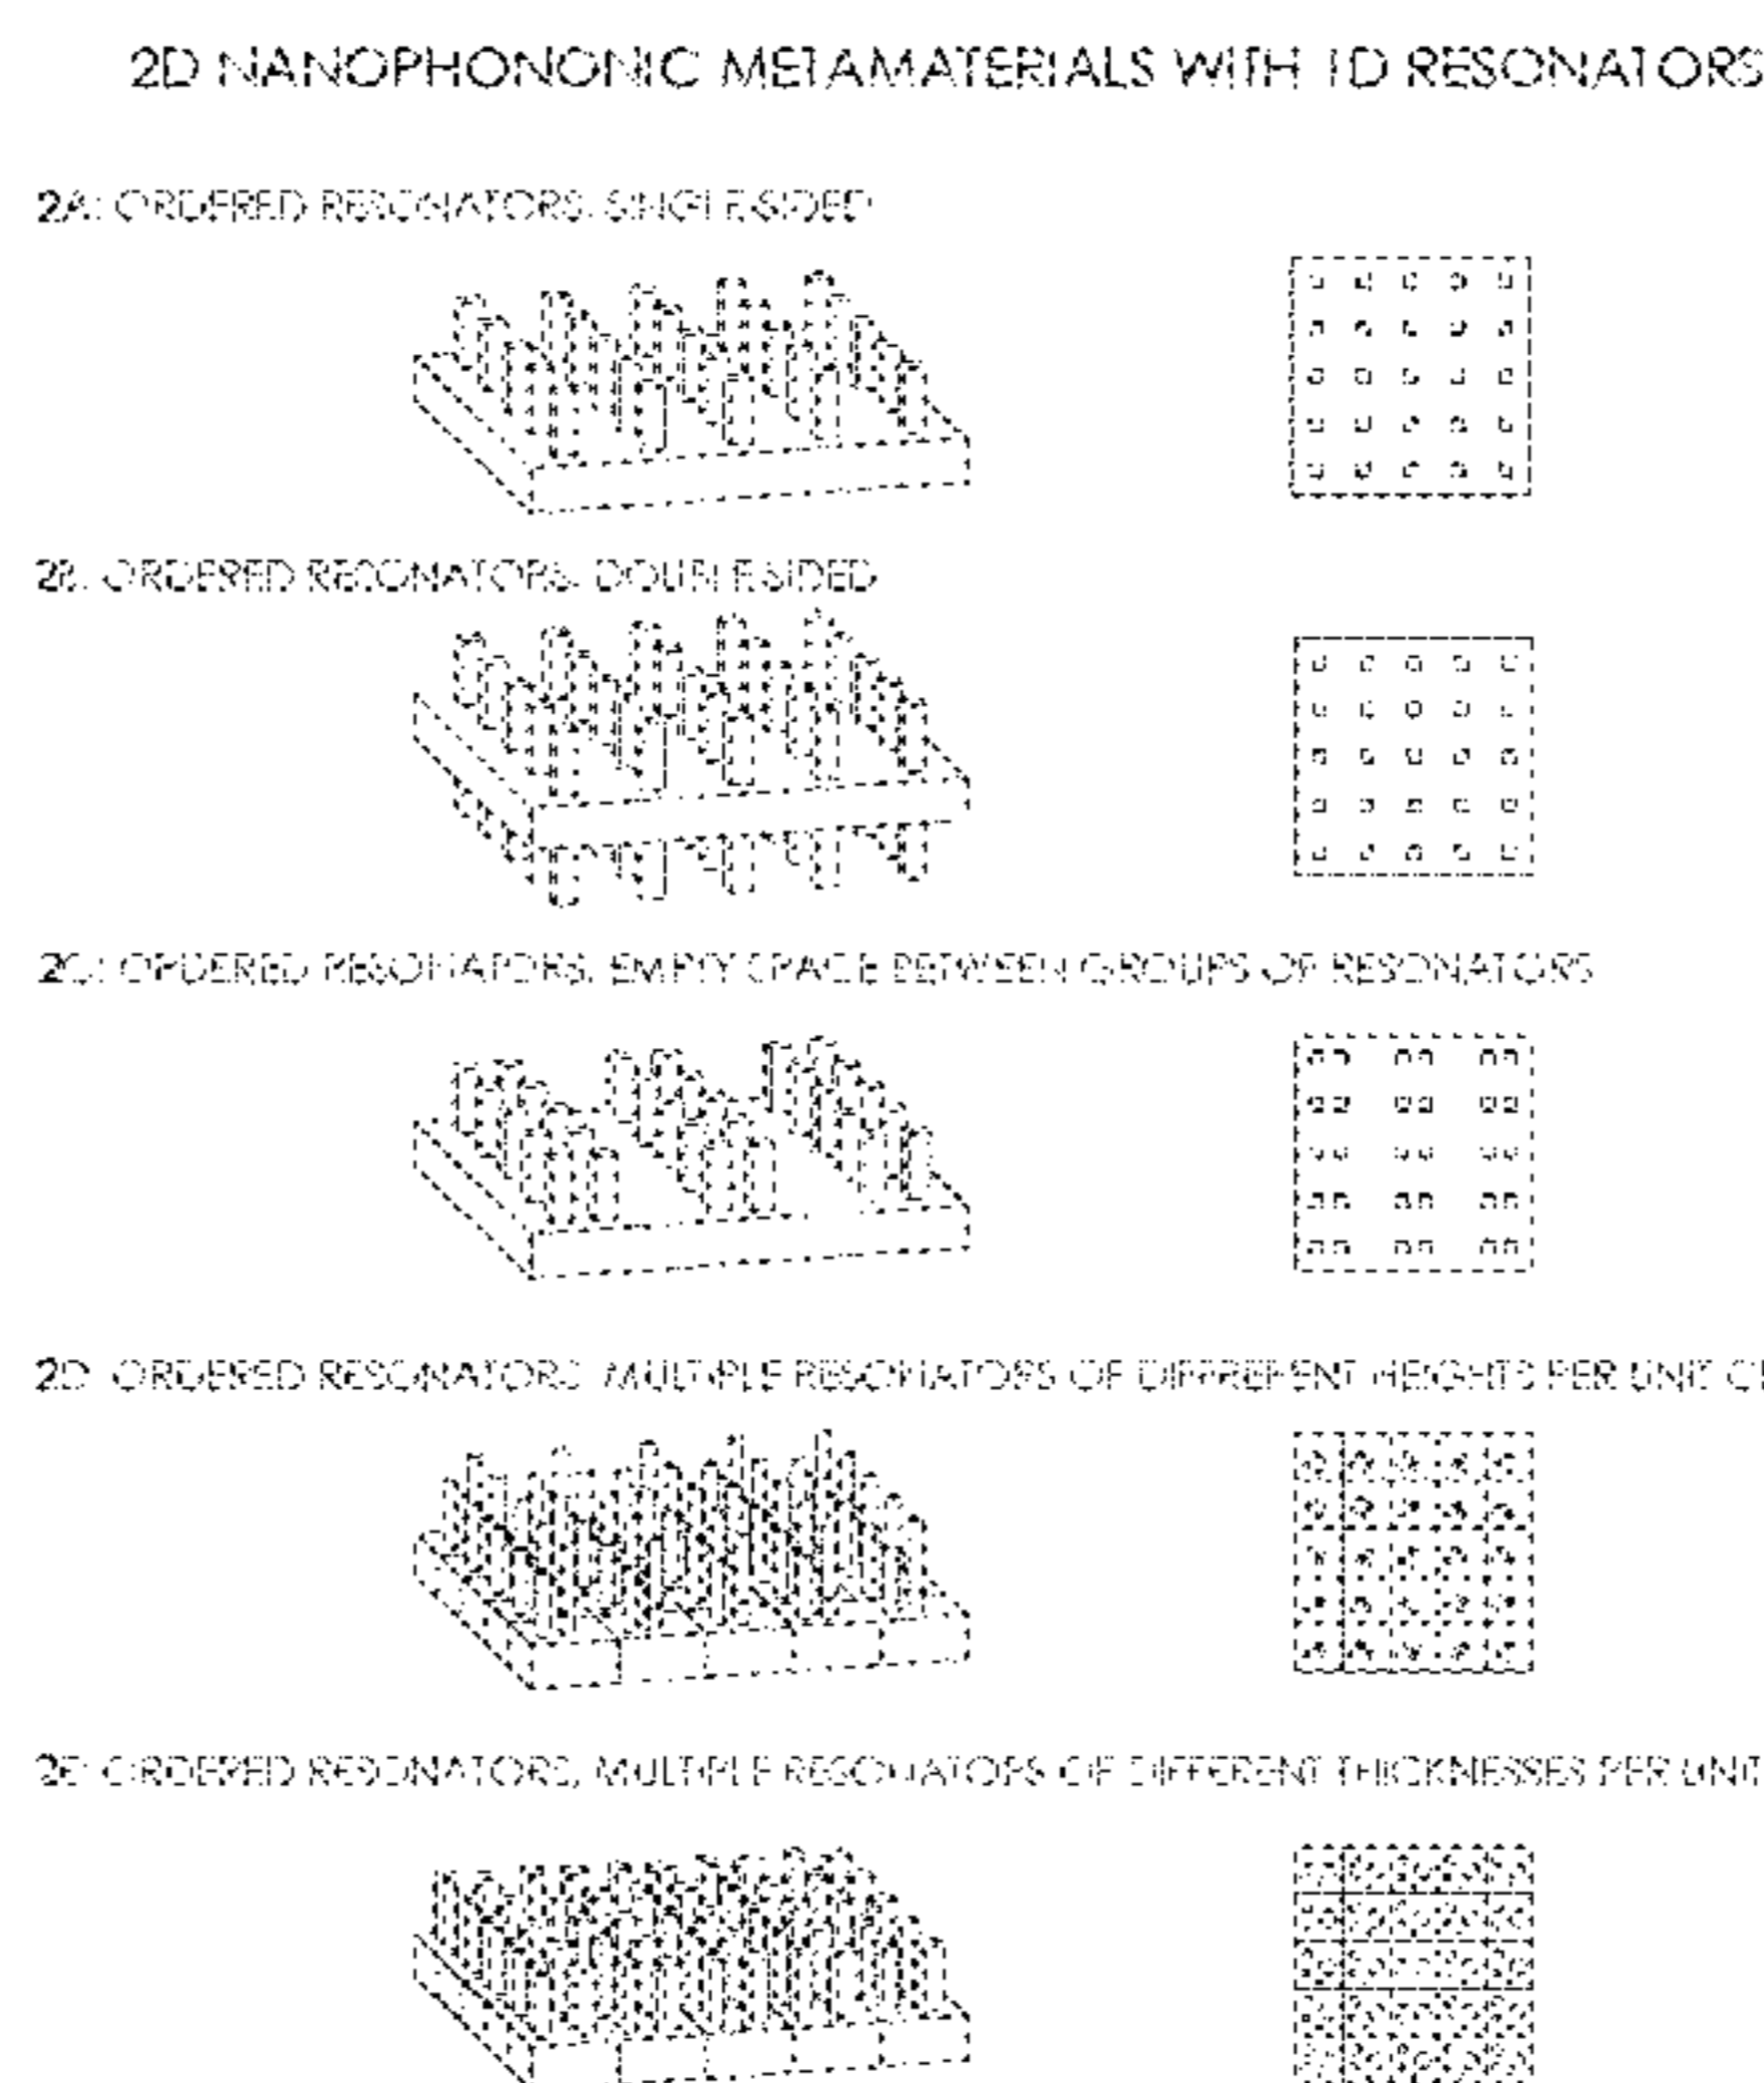 2D NANOPHONONIC METAMATERIALS WITH 1D RESONATORS
2A: ORDERED RESONATORS, SINGLE-SIDED
2B: ORDERED RESONATORS, DOUBLE-SIDED
2C: ORDERED RESONATORS, EMPTY SPACE BETWEEN GROUPS OF RESONATORS
2D: ORDERED RESONATORS, MULTIPLE RESONATORS OF DIFFERENT HEIGHTS PER UNIT
2E: ORDERED RESONATORS, MULTIPLE RESONATORS OF DIFFERENT THICKNESSES PER UNIT